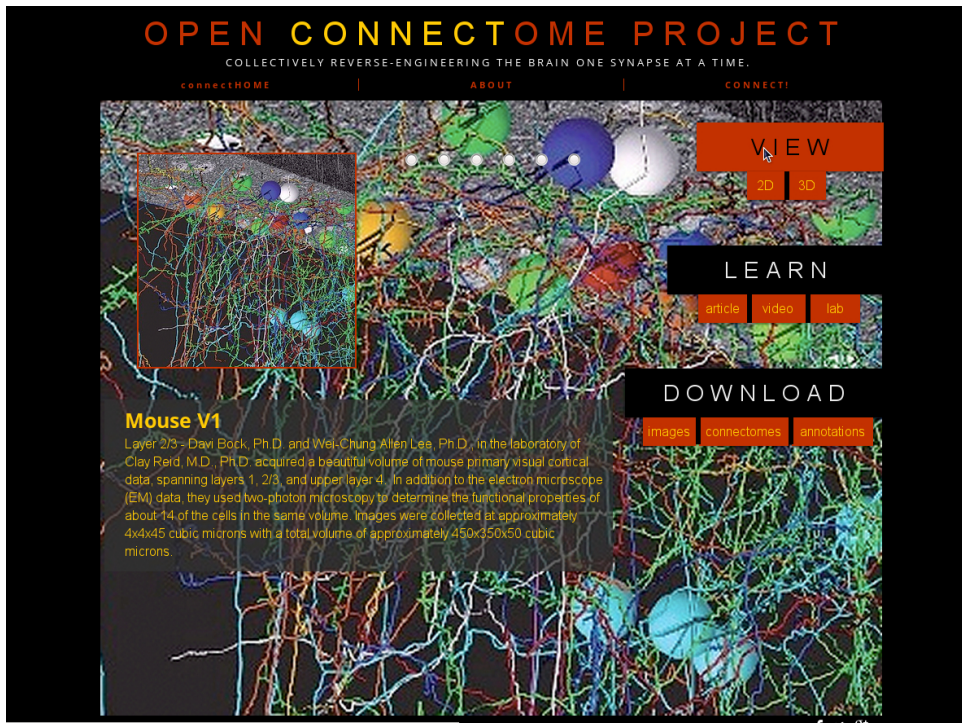 OPEN CONNECTOME PROJECT
COLLECTIVELY REVERSE-ENGINEERING THE BRAIN ONE SYNAPSE AT A TIME.
connectHOME | ABOUT | CONNECT!
VIEW
2D 3D
LEARN
article video lab
DOWNLOAD
images connectomes annotations
Mouse V1
Layer 2/3 - Davi Bock, Ph.D. and Wei-Chung Allen Lee, Ph.D., in the laboratory of
Clay Reid, M.D., Ph.D. acquired a beautiful volume of mouse primary visual cortical
data, spanning layers 1, 2/3, and upper layer 4. In addition to the electron microscope
(EM) data, they used two-photon microscopy to determine the functional properties of
about 14 of the cells in the same volume. Images were collected at approximately
4x4x45 cubic microns with a total volume of approximately 450x350x50 cubic
microns.